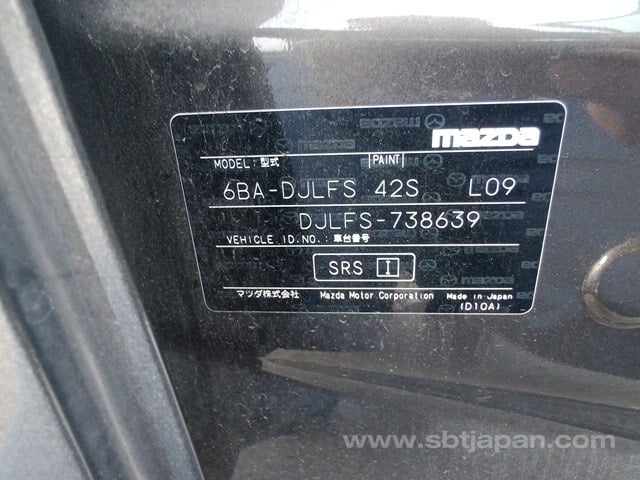 mazda
MODEL:型式 PAINT
6BA-DJLFS 42S L09
DJLFS-738639
VEHICLE ID.NO.:車台番号
SRS I
マツダ株式会社 Mazda Motor Corporation Made in Japan
(D10A)
www.sbtjapan.com